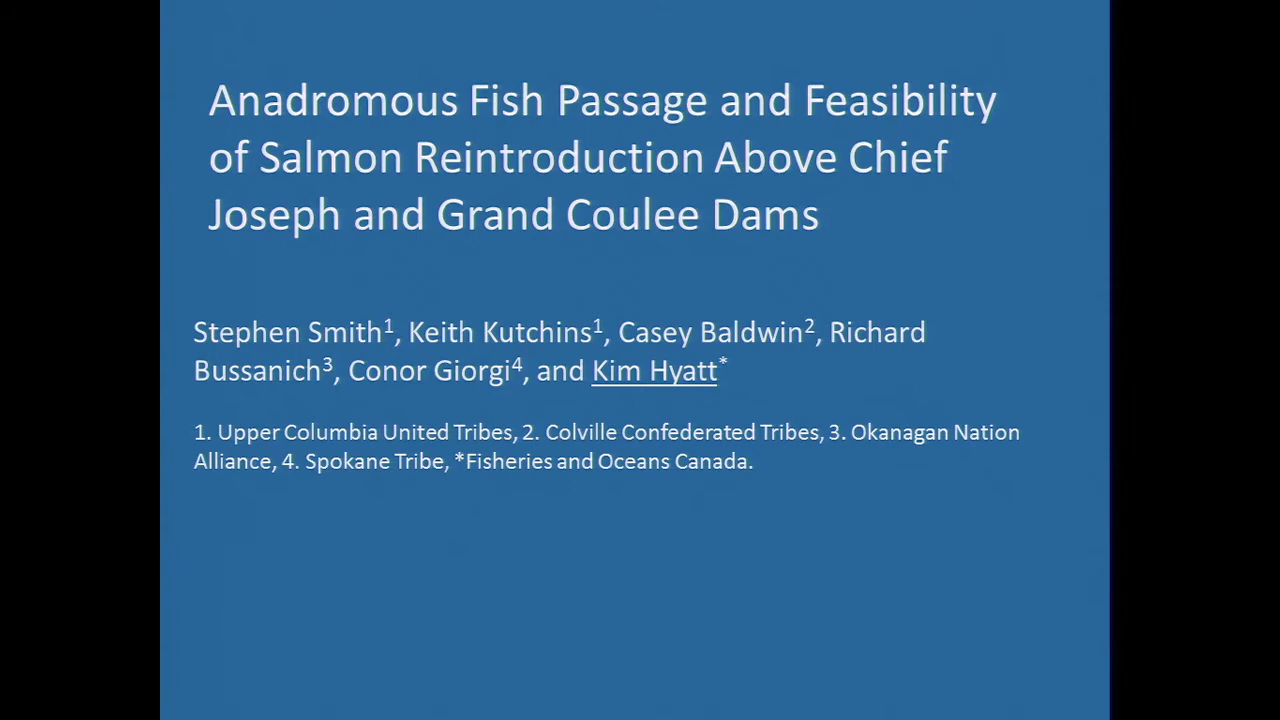 Anadromous Fish Passage and Feasibility
of Salmon Reintroduction Above Chief
Joseph and Grand Coulee Dams
Stephen Smith¹, Keith Kutchins¹, Casey Baldwin², Richard
Bussanich³, Conor Giorgi⁴, and Kim Hyatt*
1. Upper Columbia United Tribes, 2. Colville Confederated Tribes, 3. Okanagan Nation
Alliance, 4. Spokane Tribe, *Fisheries and Oceans Canada.